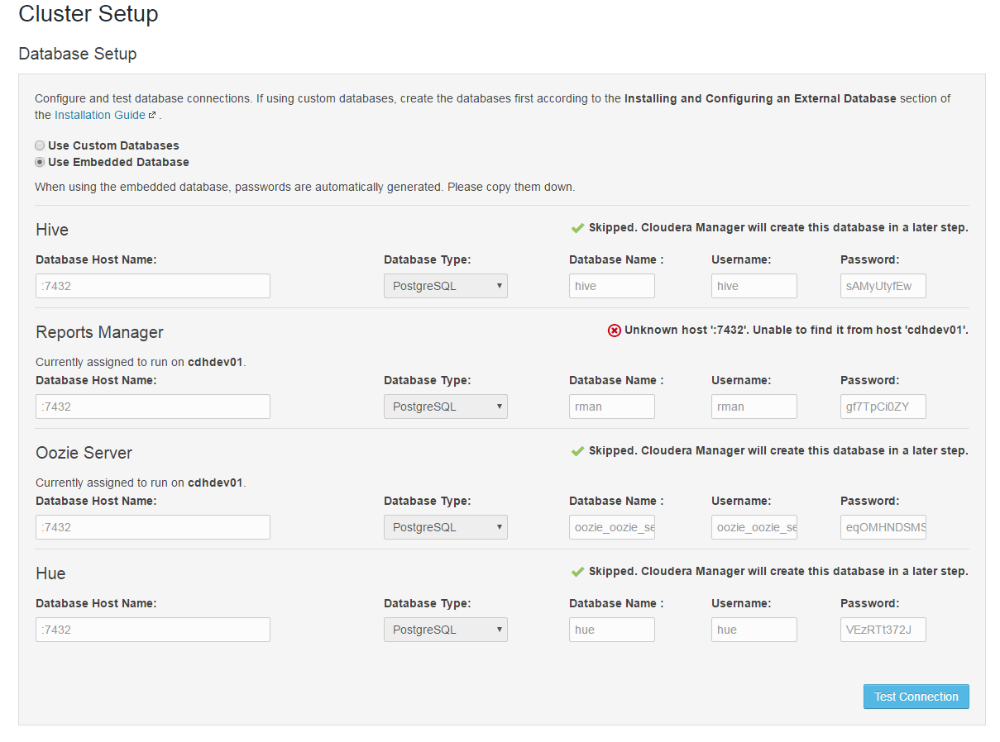 Cluster Setup
Database Setup
Configure and test database connections. If using custom databases, create the databases first according to the Installing and Configuring an External Database section of
the Installation Guide .
Use Custom Databases
Use Embedded Database
When using the embedded database, passwords are automatically generated. Please copy them down.
Hive Skipped. Cloudera Manager will create this database in a later step.
Database Host Name: Database Type: Database Name : Username: Password:
:7432 PostgreSQL hive hive sAMyUtyfEw
Reports Manager Unknown host ':7432'. Unable to find it from host 'cdhdev01'.
Currently assigned to run on cdhdev01.
Database Host Name: Database Type: Database Name : Username: Password:
:7432 PostgreSQL rman rman gf7TpCi0ZY
Oozie Server Skipped. Cloudera Manager will create this database in a later step.
Currently assigned to run on cdhdev01.
Database Host Name: Database Type: Database Name : Username: Password:
:7432 PostgreSQL oozie_oozie_se oozie_oozie_se eqOMHNDSMS
Hue Skipped. Cloudera Manager will create this database in a later step.
Database Host Name: Database Type: Database Name : Username: Password:
:7432 PostgreSQL hue hue VEzRTt372J
Test Connection